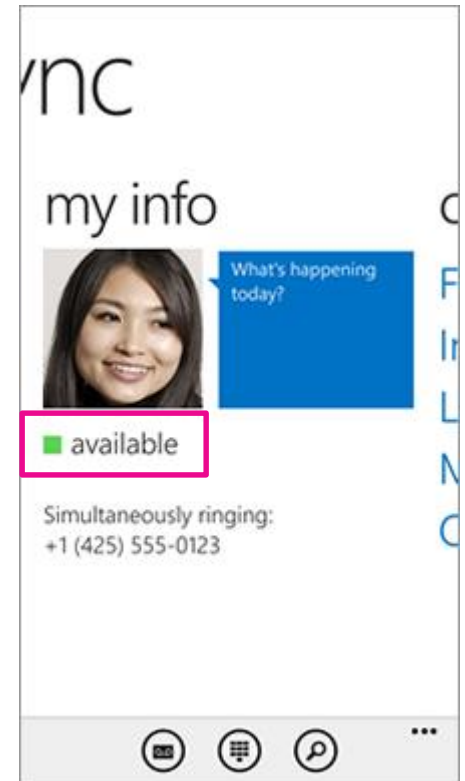 ync
my info
What's happening
today?
available
Simultaneously ringing:
+1 (425) 555-0123